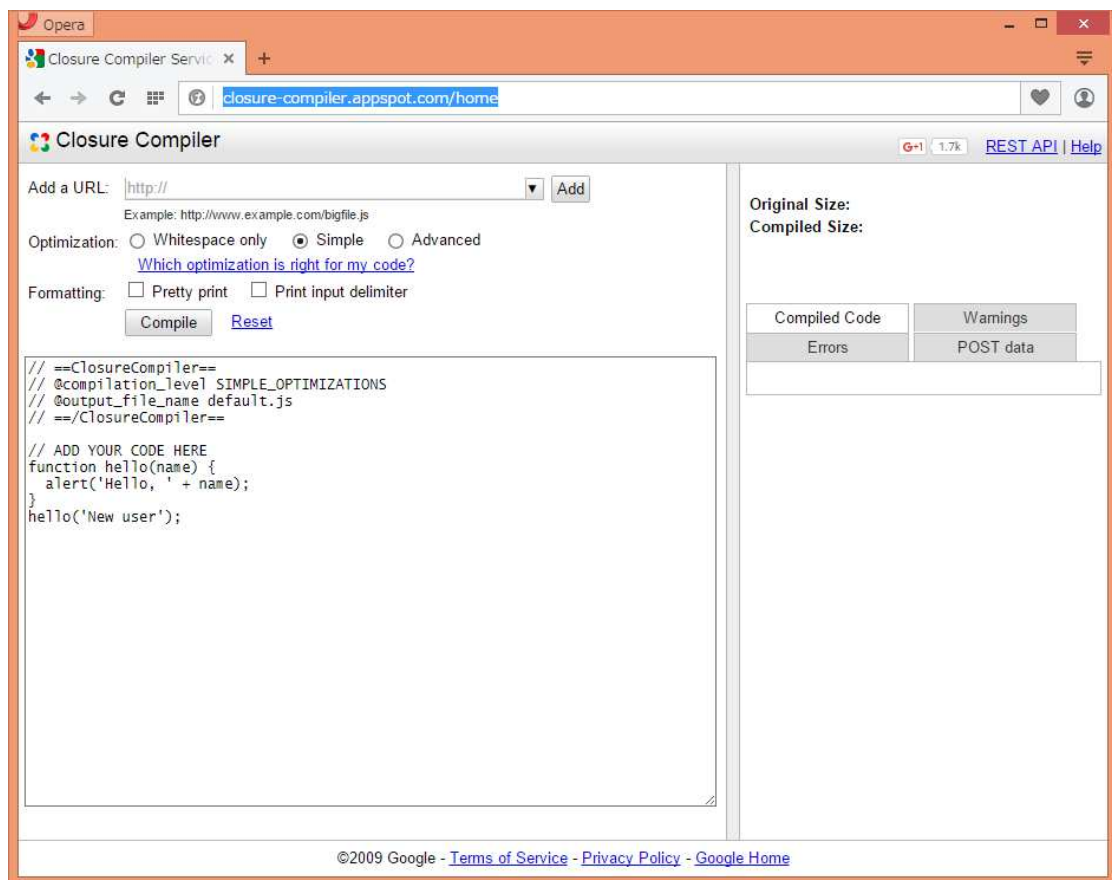 Opera
Closure Compiler Servic
closure-compiler.appspot.com/home
Closure Compiler
G+1 1.7k REST API | Help
Add a URL: http:// Add
Example: http://www.example.com/bigfile.js
Optimization: Whitespace only Simple Advanced
Which optimization is right for my code?
Formatting: Pretty print Print input delimiter
Compile Reset
// ==ClosureCompiler==
// @compilation_level SIMPLE_OPTIMIZATIONS
// @output_file_name default.js
// ==/ClosureCompiler==
// ADD YOUR CODE HERE
function hello(name) {
alert('Hello, ' + name);
}
hello('New user');
Original Size:
Compiled Size:
Compiled Code Warnings
Errors POST data
©2009 Google - Terms of Service - Privacy Policy - Google Home